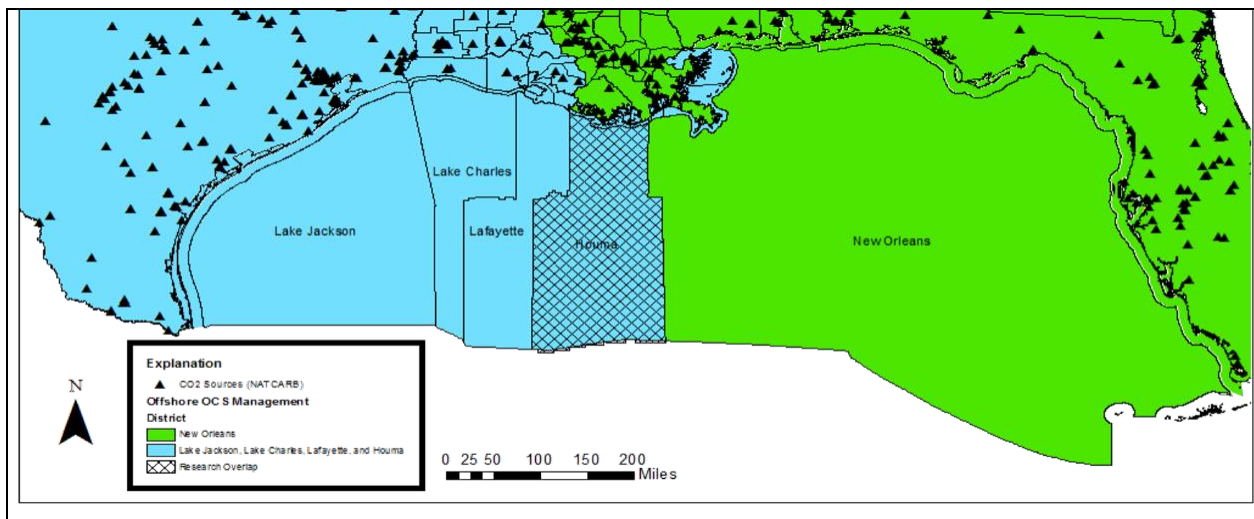 Lake Charles
Lake Jackson
Lafayette
Houma
New Orleans
Explanation
CO2 Sources (NATCARB)
Offshore OCS Management
District
New Orleans
Lake Jackson, Lake Charles, Lafayette, and Houma
Research Overlap
N
0 25 50 100 150 200
Miles